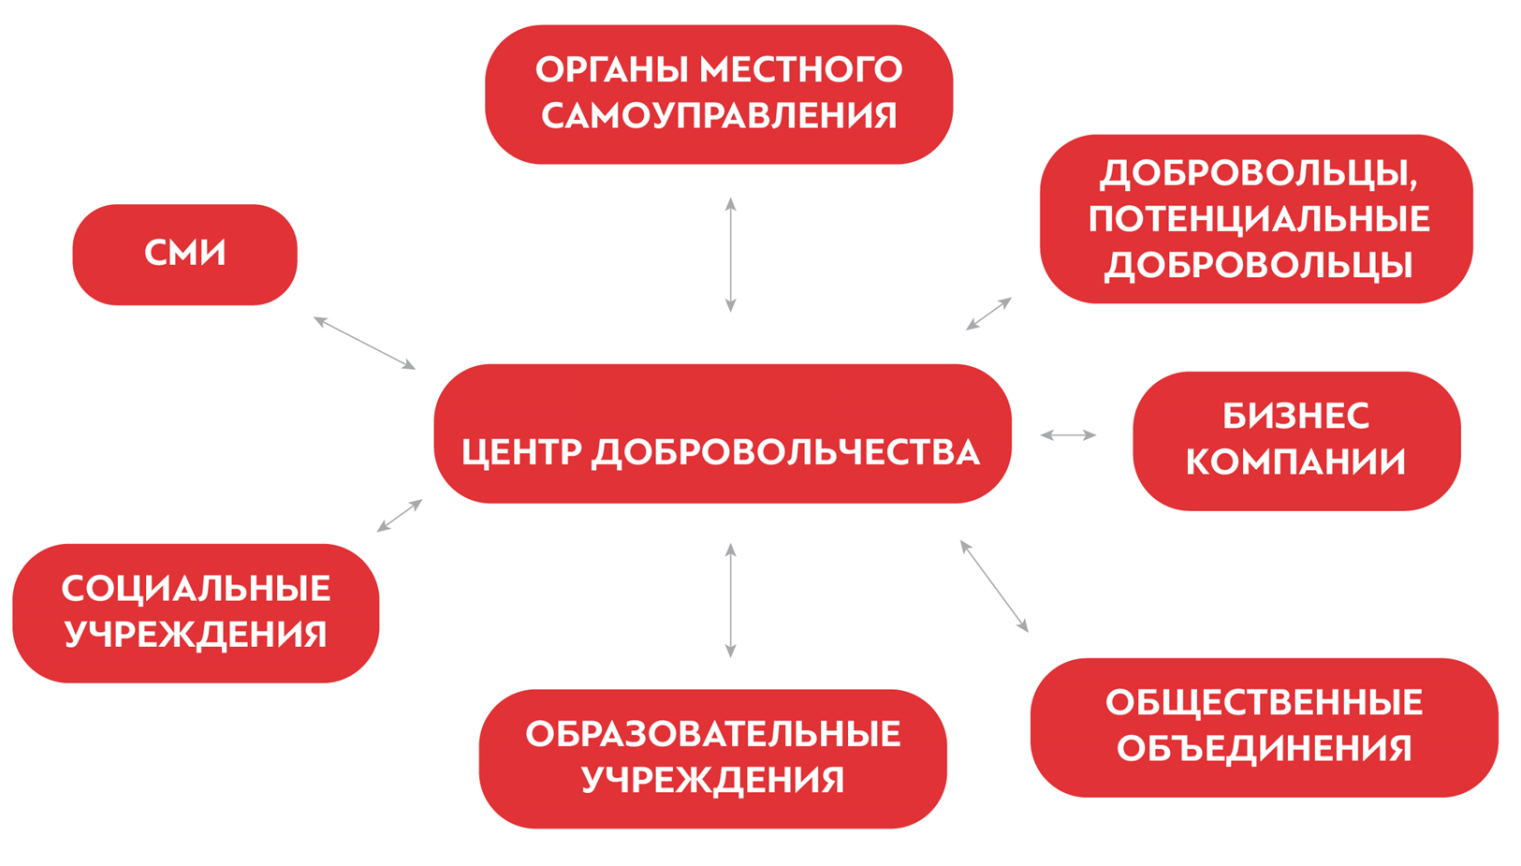 ОРГАНЫ МЕСТНОГО
САМОУПРАВЛЕНИЯ
ДОБРОВОЛЬЦЫ,
ПОТЕНЦИАЛЬНЫЕ
ДОБРОВОЛЬЦЫ
СМИ
ЦЕНТР ДОБРОВОЛЬЧЕСТВА
БИЗНЕС
КОМПАНИИ
СОЦИАЛЬНЫЕ
УЧРЕЖДЕНИЯ
ОБРАЗОВАТЕЛЬНЫЕ
УЧРЕЖДЕНИЯ
ОБЩЕСТВЕННЫЕ
ОБЪЕДИНЕНИЯ